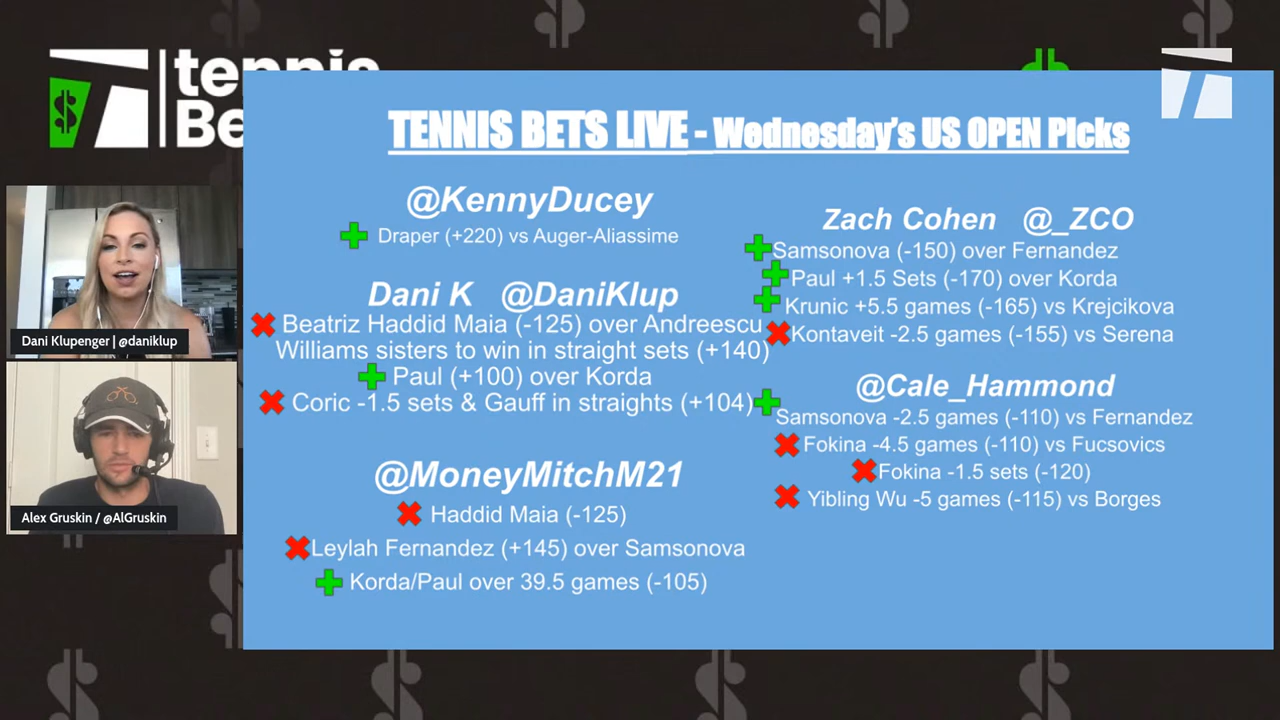 tennis
Be
TENNIS BETS LIVE - Wednesday's US OPEN PIcks
@KennyDucey
Draper (+220) vs Auger-Aliassime
Dani K @DaniKlup
Beatriz Haddid Maia (-125) over Andreescu
Williams sisters to win in straight sets (+140)
Paul (+100) over Korda
Coric -1.5 sets & Gauff in straights (+104)
@MoneyMitchM21
Haddid Maia (-125)
Leylah Fernandez (+145) over Samsonova
Korda/Paul over 39.5 games (-105)
Zach Cohen @_ZCO
Samsonova (-150) over Fernandez
Paul +1.5 Sets (-170) over Korda
Krunic +5.5 games (-165) vs Krejcikova
Kontaveit -2.5 games (-155) vs Serena
@Cale_Hammond
Samsonova -2.5 games (-110) vs Fernandez
Fokina -4.5 games (-110) vs Fucsovics
Fokina -1.5 sets (-120)
Yibling Wu -5 games (-115) vs Borges
Dani Klupenger | @daniklup
Alex Gruskin / @AlGruskin